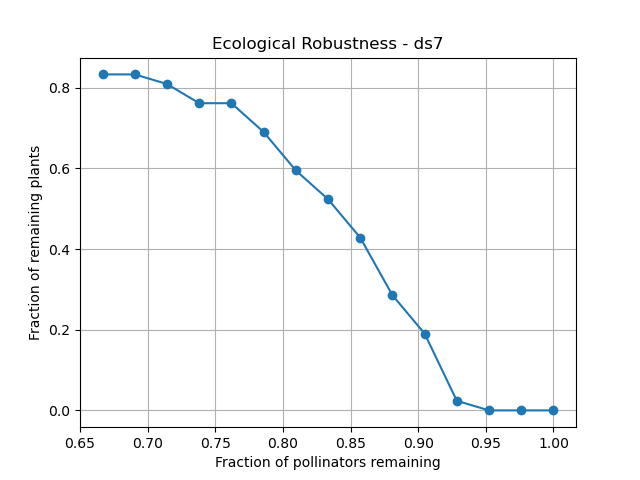 Ecological Robustness - ds7
Fraction of remaining plants
0.8
0.6
0.4
0.2
0.0
0.65 0.70 0.75 0.80 0.85 0.90 0.95 1.00
Fraction of pollinators remaining